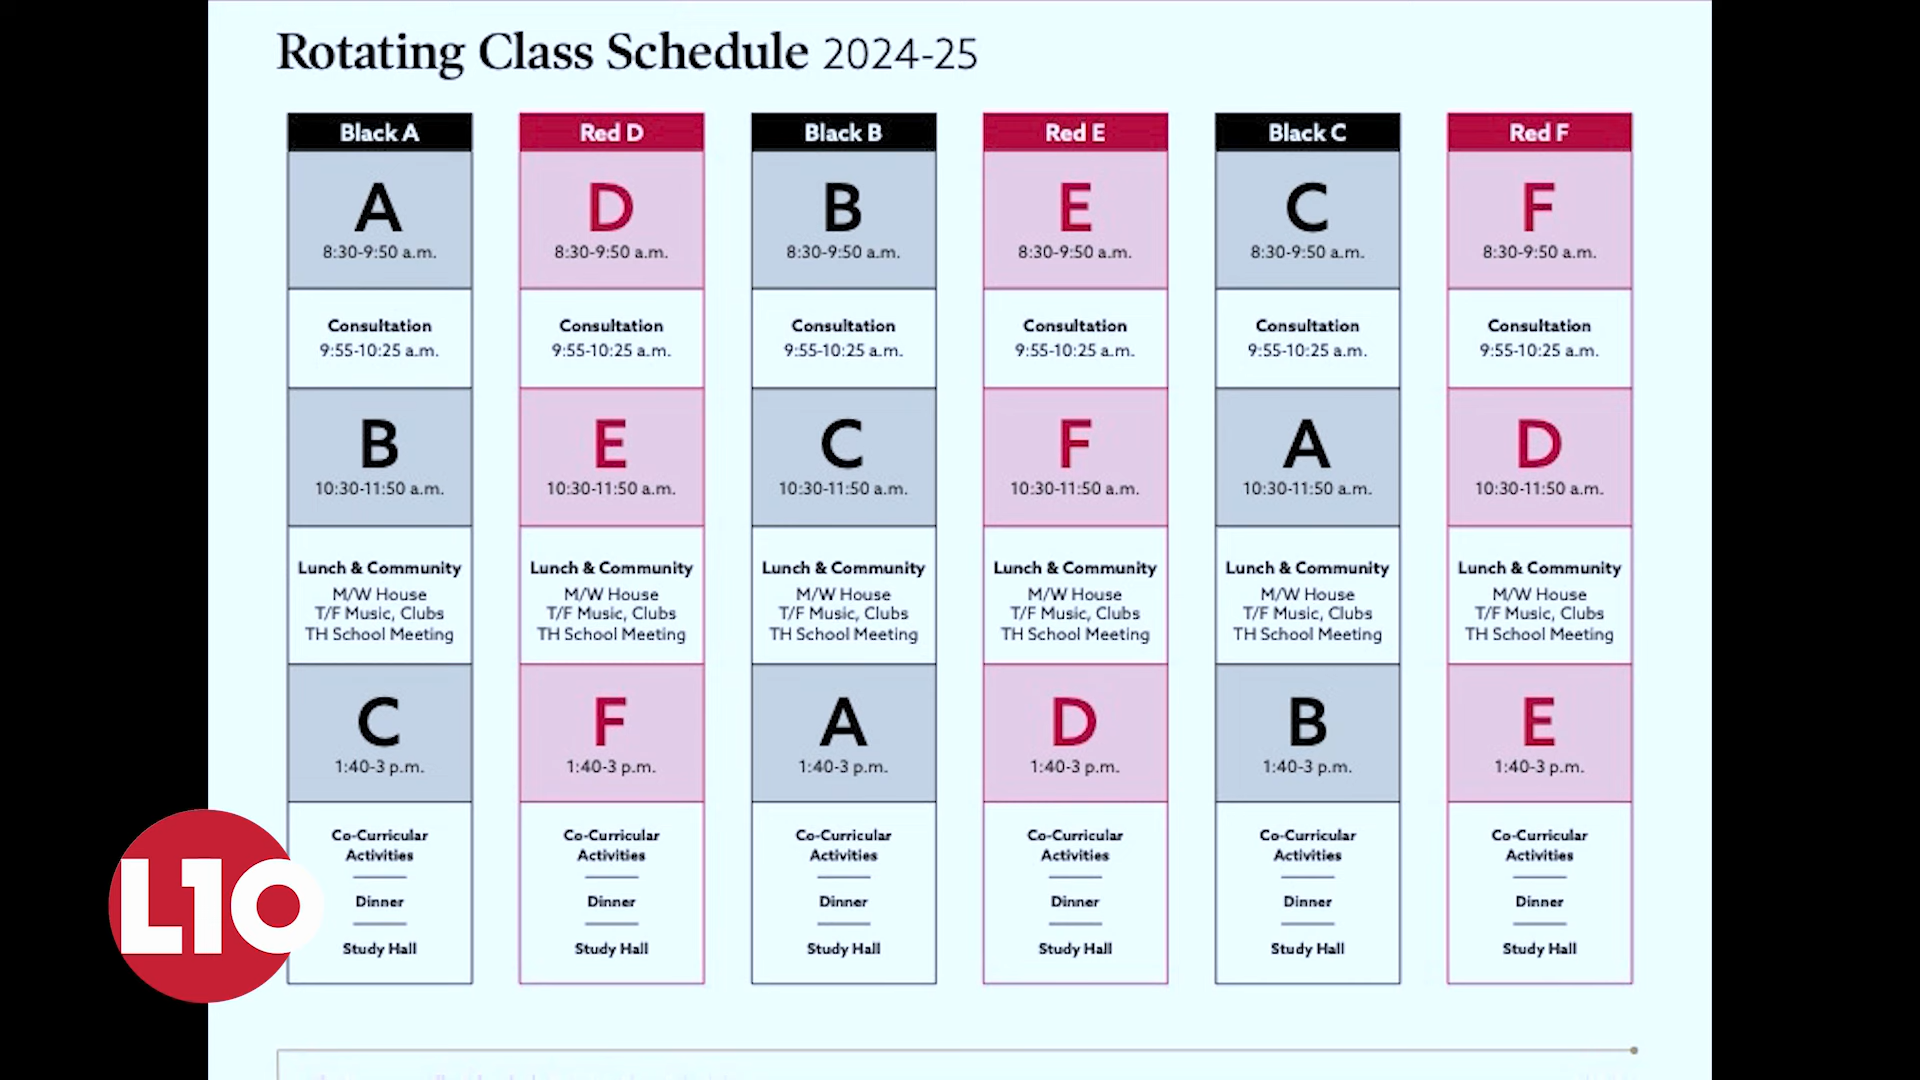 Rotating Class Schedule 2024-25
Black A
A
8:30-9:50 a.m.
Consultation
9:55-10:25 a.m.
B
10:30-11:50 a.m.
Lunch & Community
M/W House
T/F Music, Clubs
TH School Meeting
C
1:40-3 p.m.
Co-Curricular
Activities
Dinner
Study Hall
Red D
D
8:30-9:50 a.m.
Consultation
9:55-10:25 a.m.
E
10:30-11:50 a.m.
Lunch & Community
M/W House
T/F Music, Clubs
TH School Meeting
F
1:40-3 p.m.
Co-Curricular
Activities
Dinner
Study Hall
Black B
B
8:30-9:50 a.m.
Consultation
9:55-10:25 a.m.
C
10:30-11:50 a.m.
Lunch & Community
M/W House
T/F Music, Clubs
TH School Meeting
A
1:40-3 p.m.
Co-Curricular
Activities
Dinner
Study Hall
Red E
E
8:30-9:50 a.m.
Consultation
9:55-10:25 a.m.
F
10:30-11:50 a.m.
Lunch & Community
M/W House
T/F Music, Clubs
TH School Meeting
D
1:40-3 p.m.
Co-Curricular
Activities
Dinner
Study Hall
Black C
C
8:30-9:50 a.m.
Consultation
9:55-10:25 a.m.
A
10:30-11:50 a.m.
Lunch & Community
M/W House
T/F Music, Clubs
TH School Meeting
B
1:40-3 p.m.
Co-Curricular
Activities
Dinner
Study Hall
Red F
F
8:30-9:50 a.m.
Consultation
9:55-10:25 a.m.
D
10:30-11:50 a.m.
Lunch & Community
M/W House
T/F Music, Clubs
TH School Meeting
E
1:40-3 p.m.
Co-Curricular
Activities
Dinner
Study Hall
L10